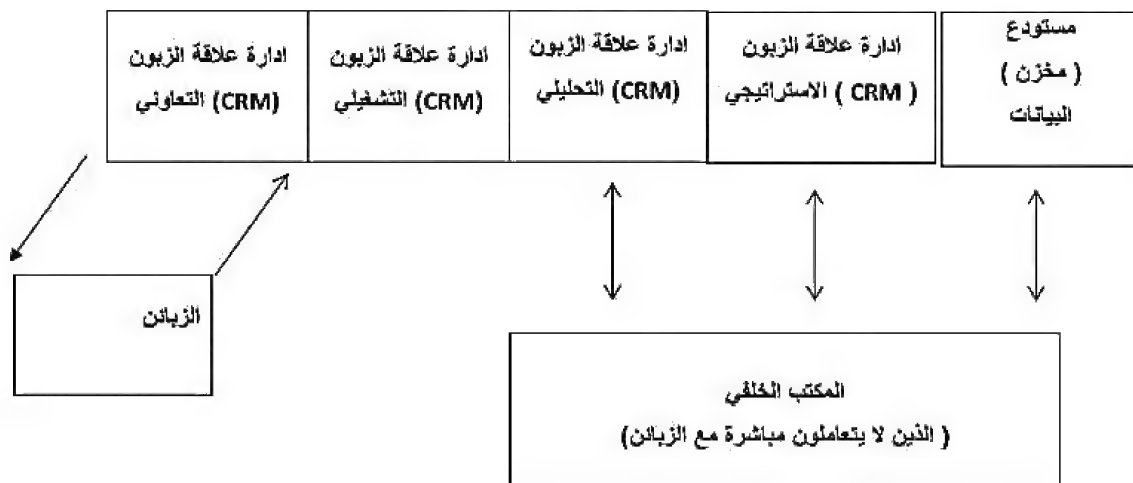 مستودع
( مخزن )
البيانات
ادارة علاقة الزبون
( CRM ) الاستراتيجي
ادارة علاقة الزبون
(CRM) التحليلي
ادارة علاقة الزبون
(CRM) التشغيلي
ادارة علاقة الزبون
(CRM) التعاوني
الزبائن
المكتب الخلفي
( الذين لا يتعاملون مباشرة مع الزبائن)